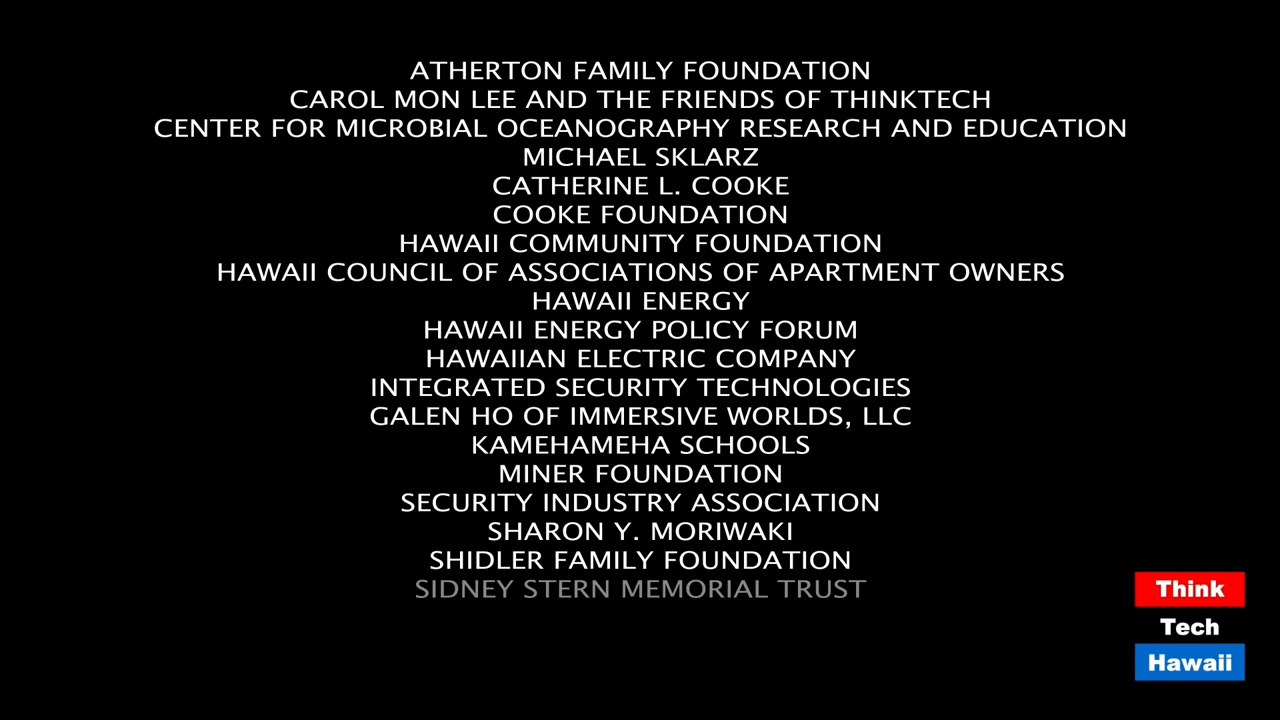 ATHERTON FAMILY FOUNDATION
CAROL MON LEE AND THE FRIENDS OF THINKTECH
CENTER FOR MICROBIAL OCEANOGRAPHY RESEARCH AND EDUCATION
MICHAEL SKLARZ
CATHERINE L. COOKE
COOKE FOUNDATION
HAWAII COMMUNITY FOUNDATION
HAWAII COUNCIL OF ASSOCIATIONS OF APARTMENT OWNERS
HAWAII ENERGY
HAWAII ENERGY POLICY FORUM
HAWAIIAN ELECTRIC COMPANY
INTEGRATED SECURITY TECHNOLOGIES
GALEN HO OF IMMERSIVE WORLDS, LLC
KAMEHAMEHA SCHOOLS
MINER FOUNDATION
SECURITY INDUSTRY ASSOCIATION
SHARON Y. MORIWAKI
SHIDLER FAMILY FOUNDATION
SIDNEY STERN MEMORIAL TRUST
Think
Tech
Hawaii